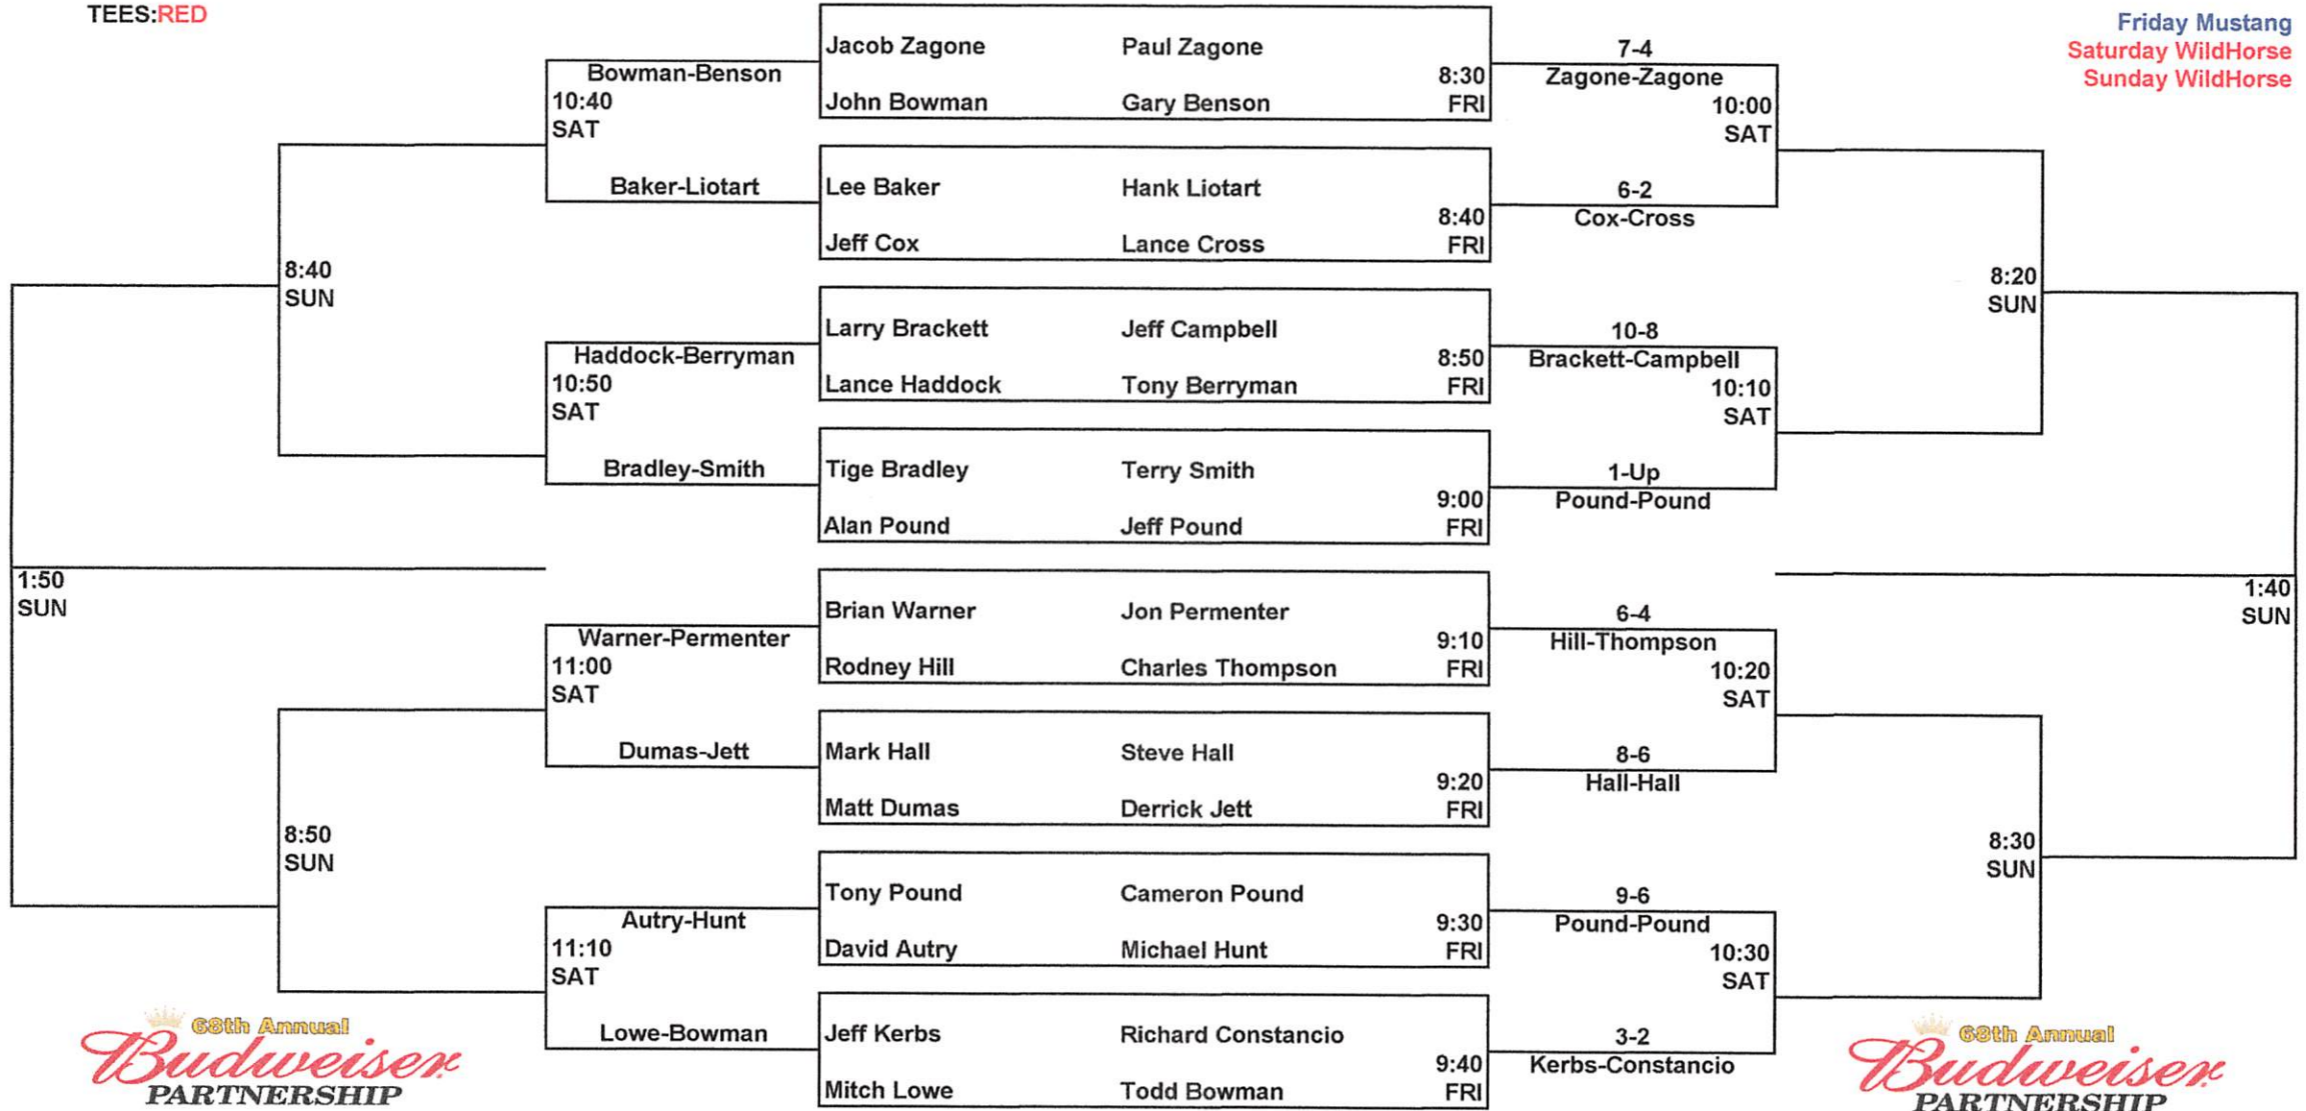 TEES:RED
Friday Mustang
Saturday WildHorse
Sunday WildHorse
Jacob Zagone Paul Zagone
8:30
John Bowman Gary Benson FRI
Lee Baker Hank Liotart
8:40
Jeff Cox Lance Cross FRI
Larry Brackett Jeff Campbell
8:50
Lance Haddock Tony Berryman FRI
Tige Bradley Terry Smith
9:00
Alan Pound Jeff Pound FRI
Brian Warner Jon Permenter
9:10
Rodney Hill Charles Thompson FRI
Mark Hall Steve Hall
9:20
Matt Dumas Derrick Jett FRI
Tony Pound Cameron Pound
9:30
David Autry Michael Hunt FRI
Jeff Kerbs Richard Constancio
9:40
Mitch Lowe Todd Bowman FRI
Bowman-Benson
10:40
SAT
Baker-Liotart
8:40
SUN
Haddock-Berryman
10:50
SAT
Bradley-Smith
1:50
SUN
Warner-Permenter
11:00
SAT
Dumas-Jett
8:50
SUN
Autry-Hunt
11:10
SAT
Lowe-Bowman
7-4
Zagone-Zagone
10:00
SAT
6-2
Cox-Cross
8:20
SUN
10-8
Brackett-Campbell
10:10
SAT
1-Up
Pound-Pound
1:40
SUN
6-4
Hill-Thompson
10:20
SAT
8-6
Hall-Hall
8:30
SUN
9-6
Pound-Pound
10:30
SAT
3-2
Kerbs-Constancio
68th Annual
Budweiser
PARTNERSHIP
68th Annual
Budweiser
PARTNERSHIP